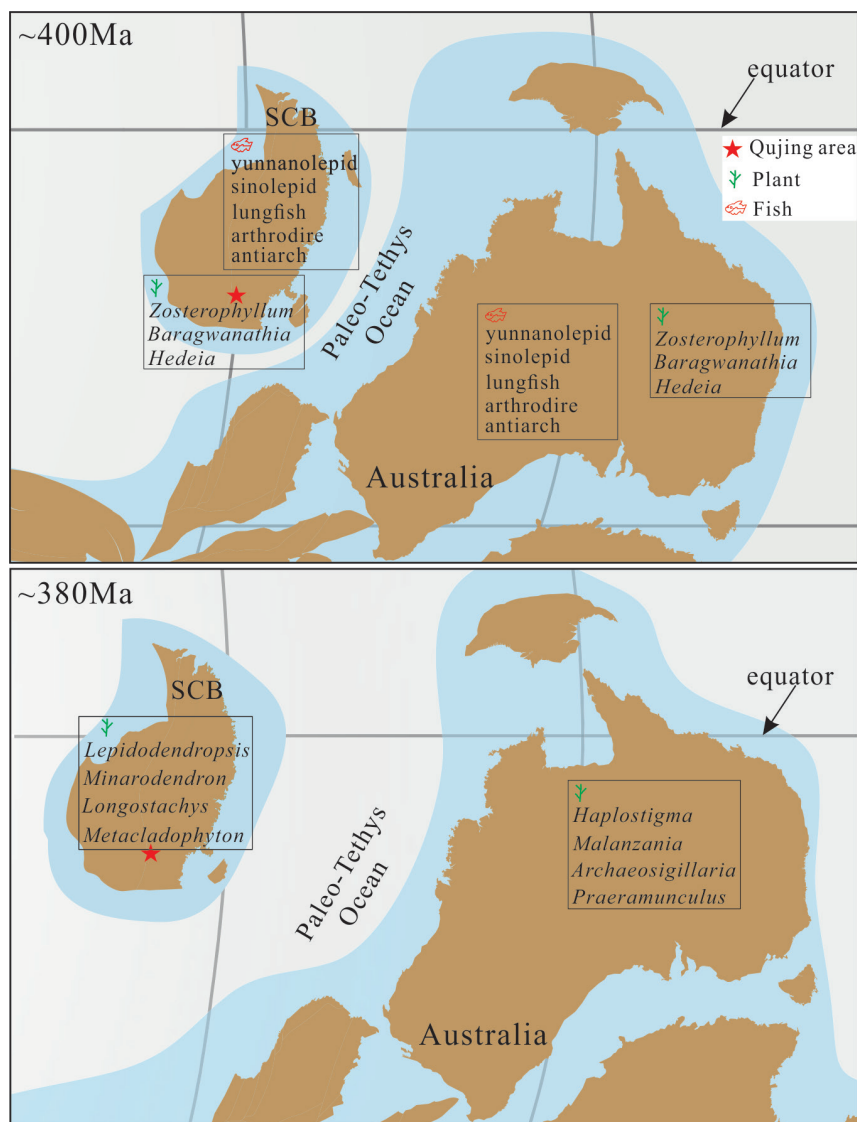 ~400Ma
equator
SCB
Qujing area
Plant
Fish
yunnanolepid
sinolepid
lungfish
arthrodire
antiarch
Zosterophyllum
Baragwanathia
Hedeia
Paleo-Tethys
Ocean
yunnanolepid
sinolepid
lungfish
arthrodire
antiarch
Zosterophyllum
Baragwanathia
Hedeia
Australia
~380Ma
SCB
equator
Lepidodendropsis
Minarodendron
Longostachys
Metacladophyton
Paleo-Tethys
Ocean
Haplostigma
Malanzania
Archaeosigillaria
Praeramunculus
Australia